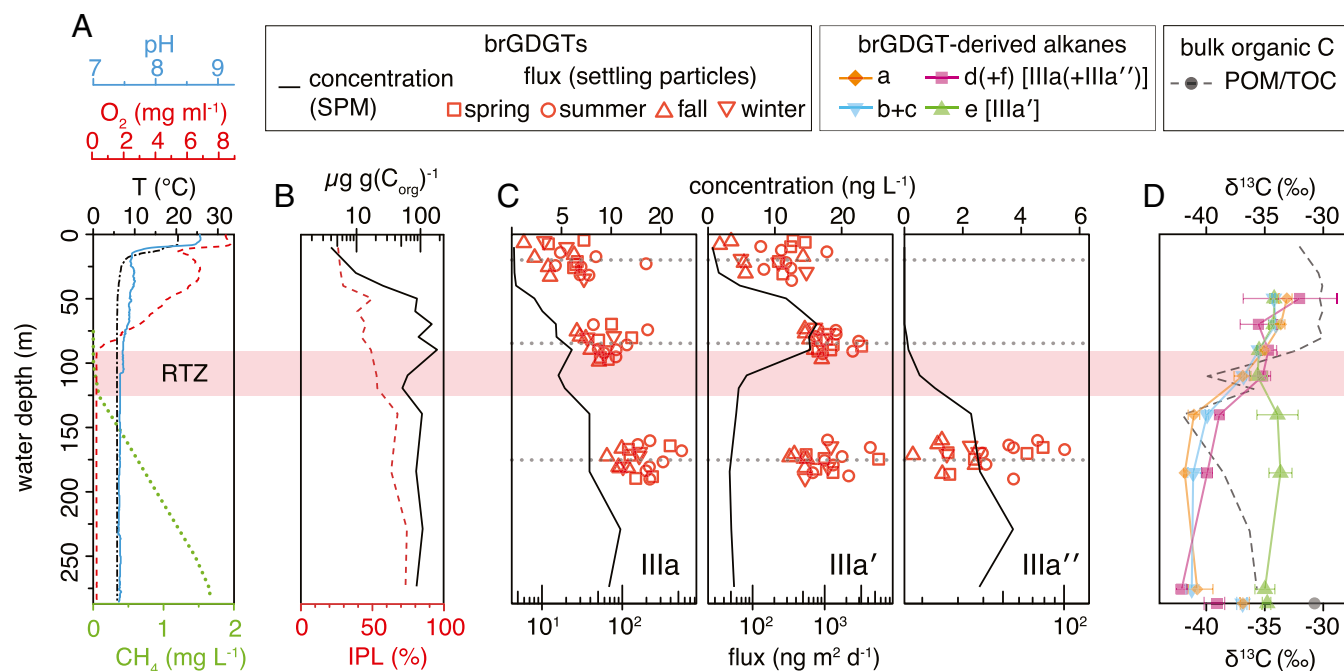 A
pH
7 8 9
O2 (mg ml-1)
0 2 4 6 8
T (°C)
0 10 20 30
water depth (m)
0
50
100
150
200
250
0 1 2
CH4 (mg L-1)
brGDGTs
concentration (SPM)
flux (settling particles)
spring summer fall winter
brGDGT-derived alkanes
a d(+f) [IIIa(+IIIa′′)]
b+c e [IIIa′]
bulk organic C
POM/TOC
B
µg g(Corg)-1
10 100
0 50 100
IPL (%)
RTZ
C
concentration (ng L-1)
5 10 20
0 10 20
0 2 4 6
IIIa IIIa′ IIIa′′
10¹ 10²
10² 10³
10²
flux (ng m² d-1)
D
δ13C (‰)
-40 -35 -30
-40 -35 -30
δ13C (‰)